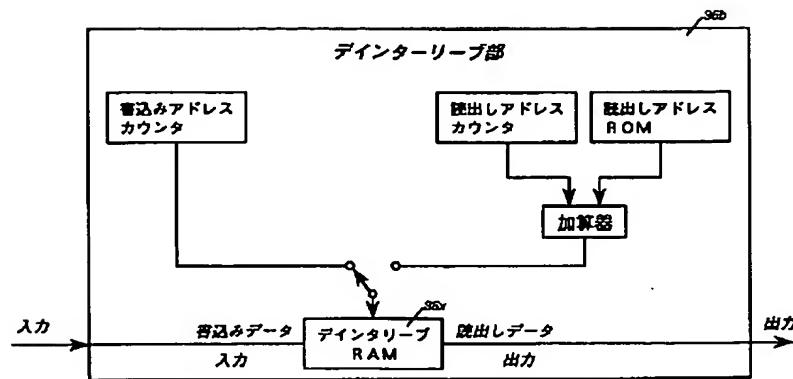 36b
デインターリーブ部
書込みアドレス
カウンタ
読出しアドレス
カウンタ
読出しアドレス
ROM
加算器
入力
書込みデータ
入力
デインタリーブ
RAM
読出しデータ
出力
出力